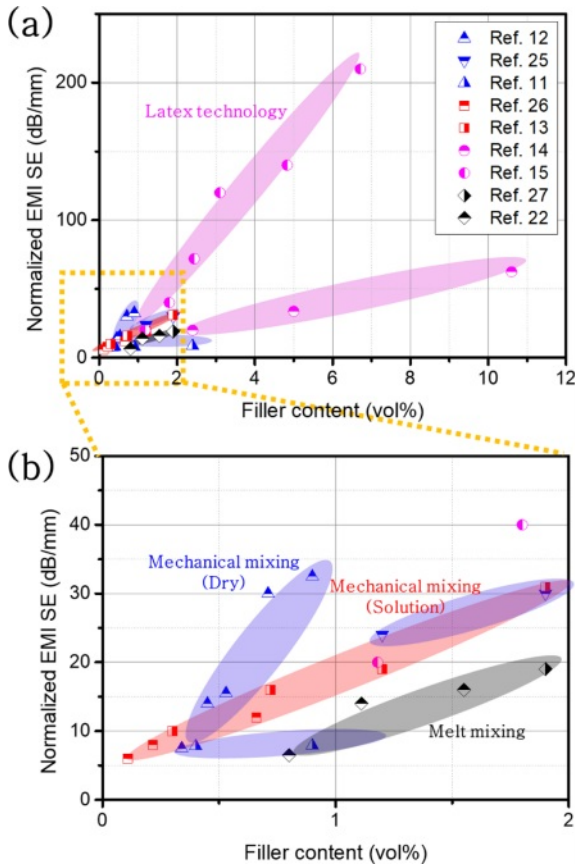 (a)
Normalized EMI SE (dB/mm)
200
100
0
Latex technology
Ref. 12
Ref. 25
Ref. 11
Ref. 26
Ref. 13
Ref. 14
Ref. 15
Ref. 27
Ref. 22
0 2 4 6 8 10 12
Filler content (vol%)
(b)
Normalized EMI SE (dB/mm)
50
40
30
20
10
0
Mechanical mixing
(Dry)
Mechanical mixing
(Solution)
Melt mixing
0 1 2
Filler content (vol%)